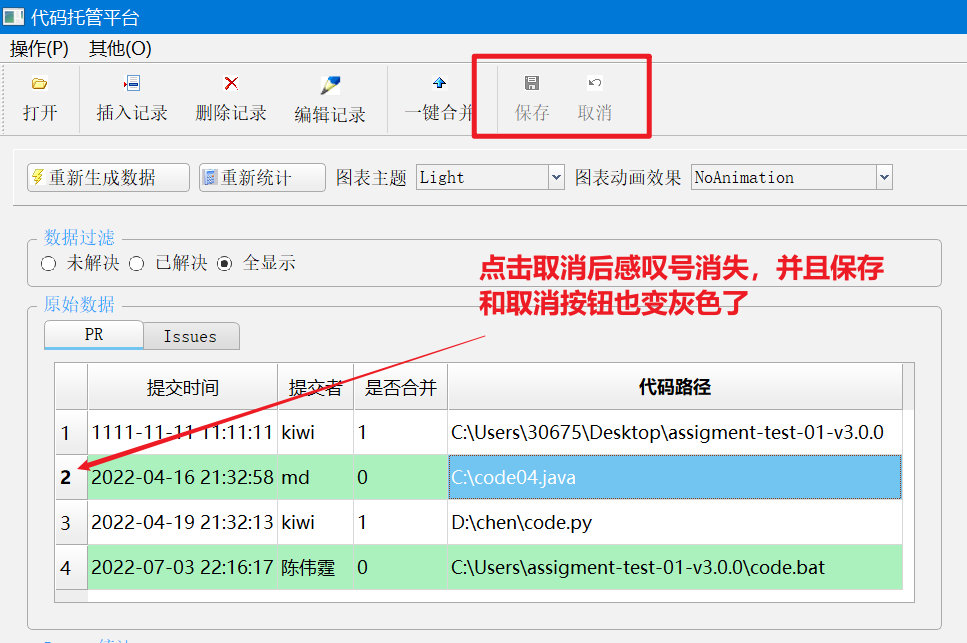 代码托管平台
操作(P) 其他(O)
打开 插入记录 删除记录 编辑记录 一键合并 保存 取消
重新生成数据 重新统计 图表主题 Light 图表动画效果 NoAnimation
数据过滤
未解决 已解决 全显示
点击取消后感叹号消失，并且保存
和取消按钮也变灰色了
原始数据
PR Issues
提交时间 提交者 是否合并 代码路径
1 1111-11-11 11:11:11 kiwi 1 C:\Users\30675\Desktop\assigment-test-01-v3.0.0
2 2022-04-16 21:32:58 md 0 C:\code04.java
3 2022-04-19 21:32:13 kiwi 1 D:\chen\code.py
4 2022-07-03 22:16:17 陈伟霆 0 C:\Users\assigment-test-01-v3.0.0\code.bat